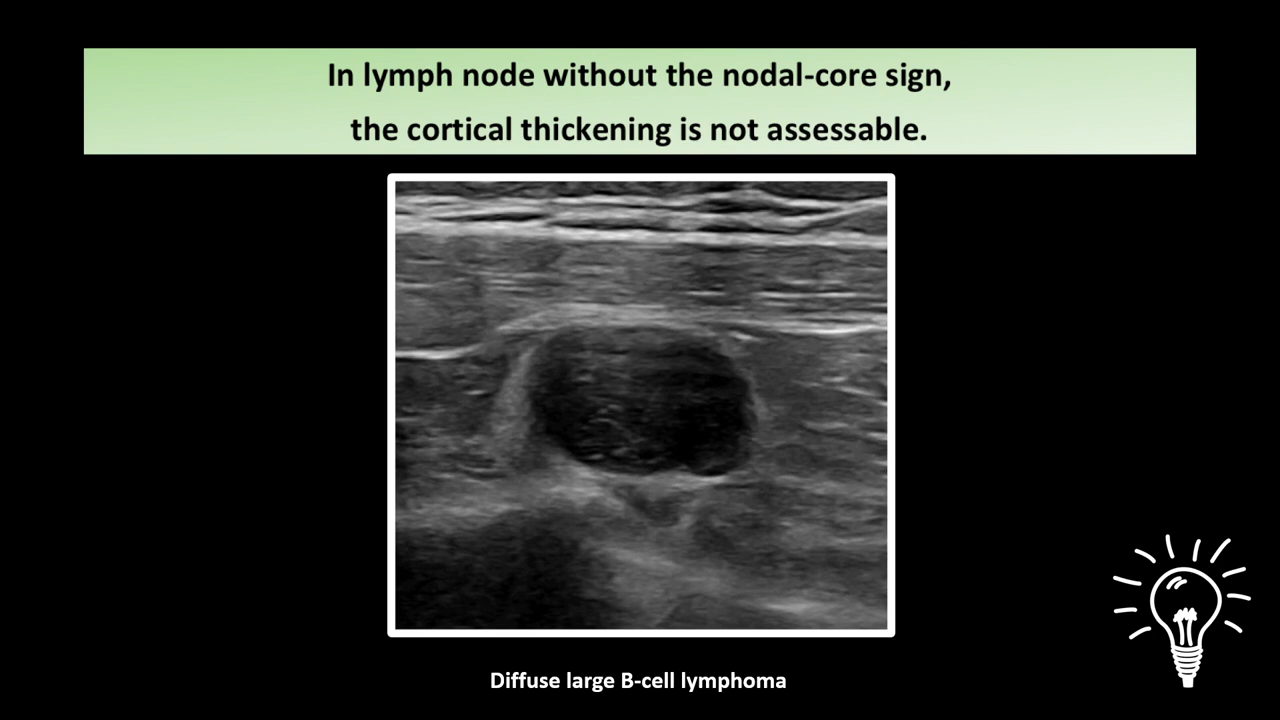 In lymph node without the nodal-core sign,
the cortical thickening is not assessable.
Diffuse large B-cell lymphoma